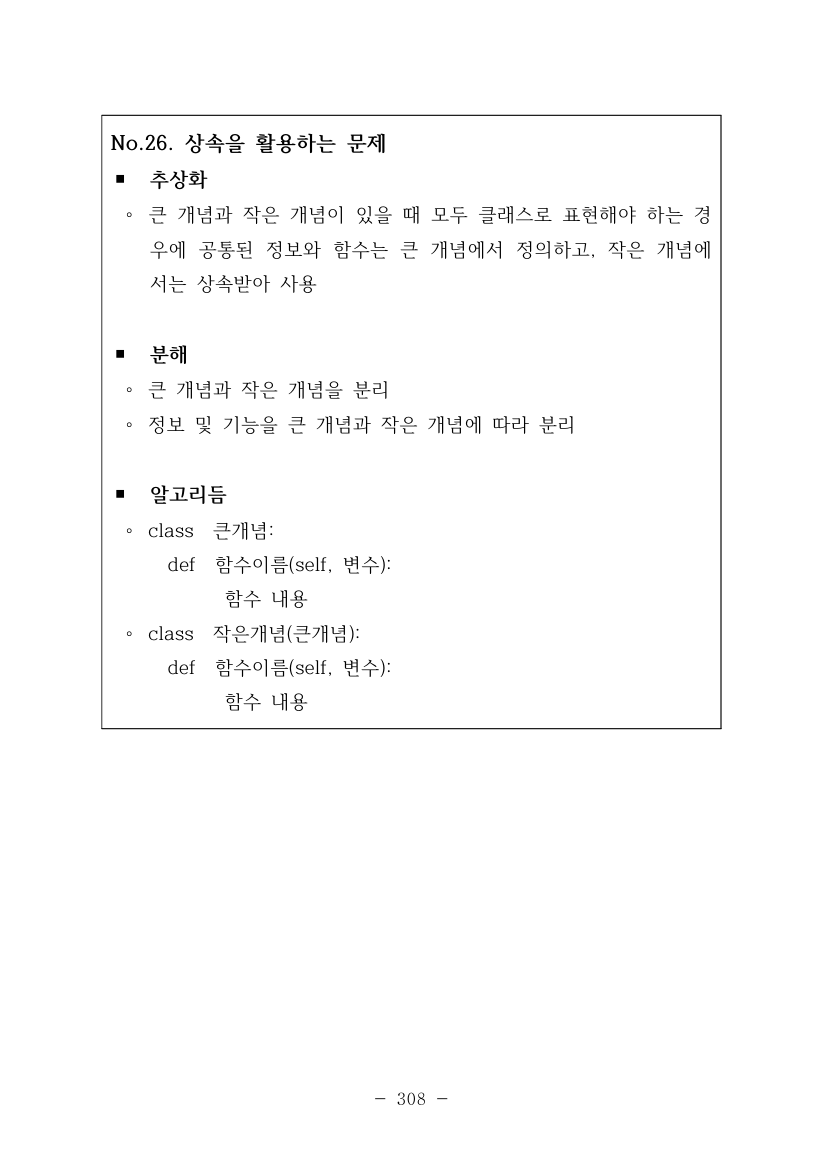 No.26. 상속을 활용하는 문제
▪ 추상화
◦ 큰 개념과 작은 개념이 있을 때 모두 클래스로 표현해야 하는 경
우에 공통된 정보와 함수는 큰 개념에서 정의하고, 작은 개념에
서는 상속받아 사용
▪ 분해
◦ 큰 개념과 작은 개념을 분리
◦ 정보 및 기능을 큰 개념과 작은 개념에 따라 분리
▪ 알고리듬
◦ class 큰개념:
def 함수이름(self, 변수):
함수 내용
◦ class 작은개념(큰개념):
def 함수이름(self, 변수):
함수 내용
- 308 -